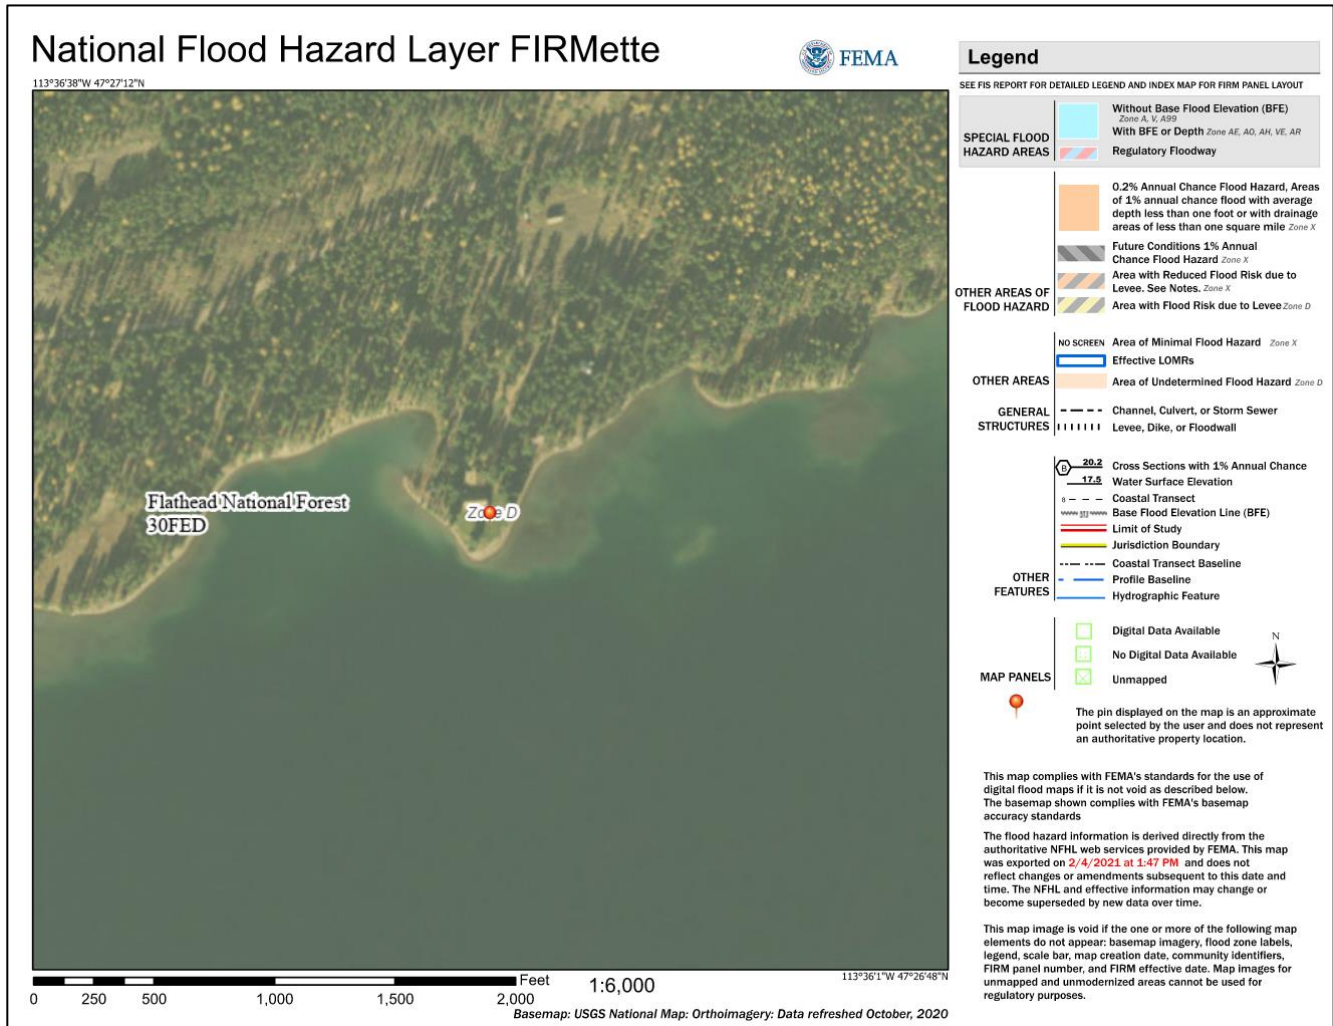 National Flood Hazard Layer FIRMette
FEMA
113°36'38"W 47°27'12"N
Flathead National Forest
30FED
Zone D
113°36'1"W 47°26'48"N
Feet
0 250 500 1,000 1,500 2,000
1:6,000
Basemap: USGS National Map: Orthoimagery: Data refreshed October, 2020
Legend
SEE FIS REPORT FOR DETAILED LEGEND AND INDEX MAP FOR FIRM PANEL LAYOUT
SPECIAL FLOOD
HAZARD AREAS
Without Base Flood Elevation (BFE)
Zone A, V, A99
With BFE or Depth Zone AE, AO, AH, VE, AR
Regulatory Floodway
OTHER AREAS OF
FLOOD HAZARD
0.2% Annual Chance Flood Hazard, Areas
of 1% annual chance flood with average
depth less than one foot or with drainage
areas of less than one square mile Zone X
Future Conditions 1% Annual
Chance Flood Hazard Zone X
Area with Reduced Flood Risk due to
Levee. See Notes. Zone X
Area with Flood Risk due to Levee Zone D
OTHER AREAS
NO SCREEN Area of Minimal Flood Hazard Zone X
Effective LOMRs
Area of Undetermined Flood Hazard Zone D
GENERAL
STRUCTURES
Channel, Culvert, or Storm Sewer
Levee, Dike, or Floodwall
OTHER
FEATURES
B 20.2 Cross Sections with 1% Annual Chance
17.5 Water Surface Elevation
8 Coastal Transect
513 Base Flood Elevation Line (BFE)
Limit of Study
Jurisdiction Boundary
Coastal Transect Baseline
Profile Baseline
Hydrographic Feature
MAP PANELS
Digital Data Available
No Digital Data Available
Unmapped
N
The pin displayed on the map is an approximate
point selected by the user and does not represent
an authoritative property location.
This map complies with FEMA's standards for the use of
digital flood maps if it is not void as described below.
The basemap shown complies with FEMA's basemap
accuracy standards
The flood hazard information is derived directly from the
authoritative NFHL web services provided by FEMA. This map
was exported on 2/4/2021 at 1:47 PM and does not
reflect changes or amendments subsequent to this date and
time. The NFHL and effective information may change or
become superseded by new data over time.
This map image is void if the one or more of the following map
elements do not appear: basemap imagery, flood zone labels,
legend, scale bar, map creation date, community identifiers,
FIRM panel number, and FIRM effective date. Map images for
unmapped and unmodernized areas cannot be used for
regulatory purposes.